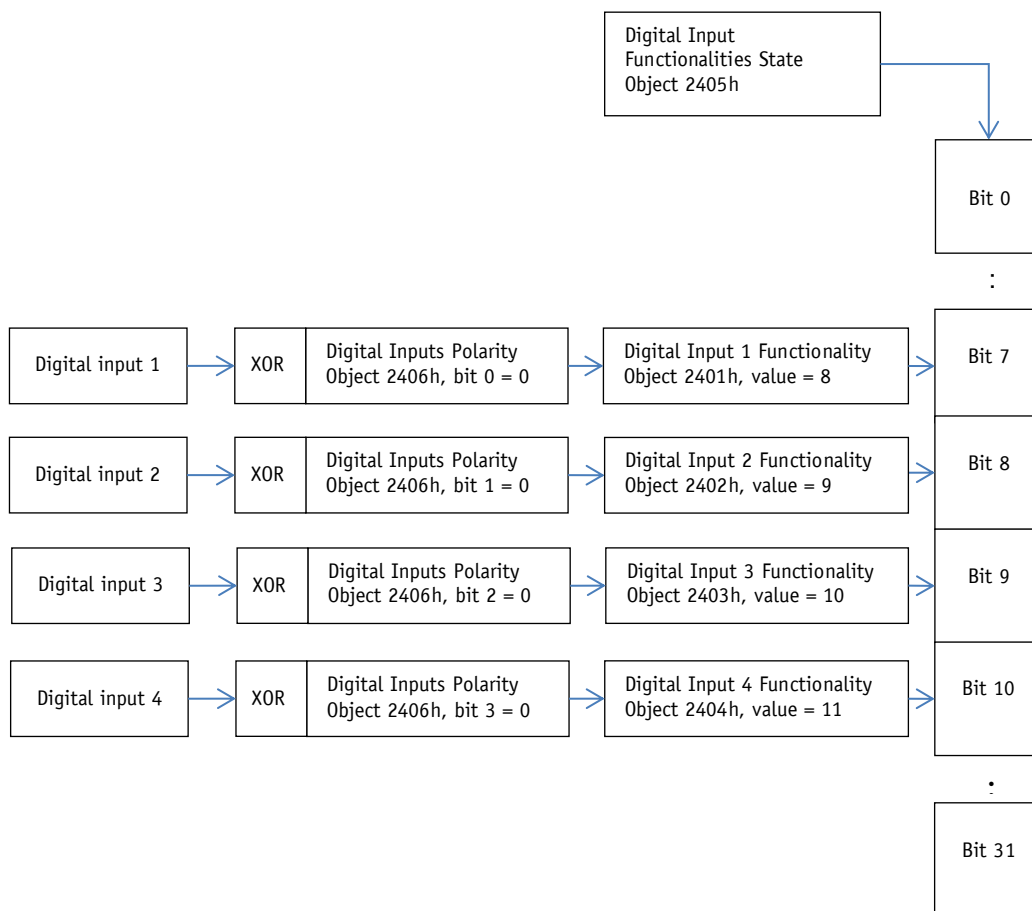 Digital Input
Functionalities State
Object 2405h
Bit 0
:
Digital input 1
XOR
Digital Inputs Polarity
Object 2406h, bit 0 = 0
Digital Input 1 Functionality
Object 2401h, value = 8
Bit 7
Digital input 2
XOR
Digital Inputs Polarity
Object 2406h, bit 1 = 0
Digital Input 2 Functionality
Object 2402h, value = 9
Bit 8
Digital input 3
XOR
Digital Inputs Polarity
Object 2406h, bit 2 = 0
Digital Input 3 Functionality
Object 2403h, value = 10
Bit 9
Digital input 4
XOR
Digital Inputs Polarity
Object 2406h, bit 3 = 0
Digital Input 4 Functionality
Object 2404h, value = 11
Bit 10
:
Bit 31